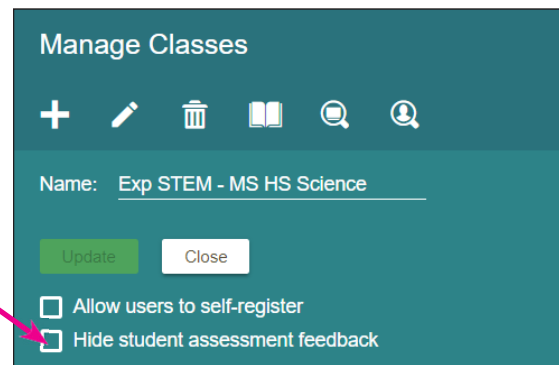 Manage Classes
Name: Exp STEM - MS HS Science
Update Close
Allow users to self-register
Hide student assessment feedback